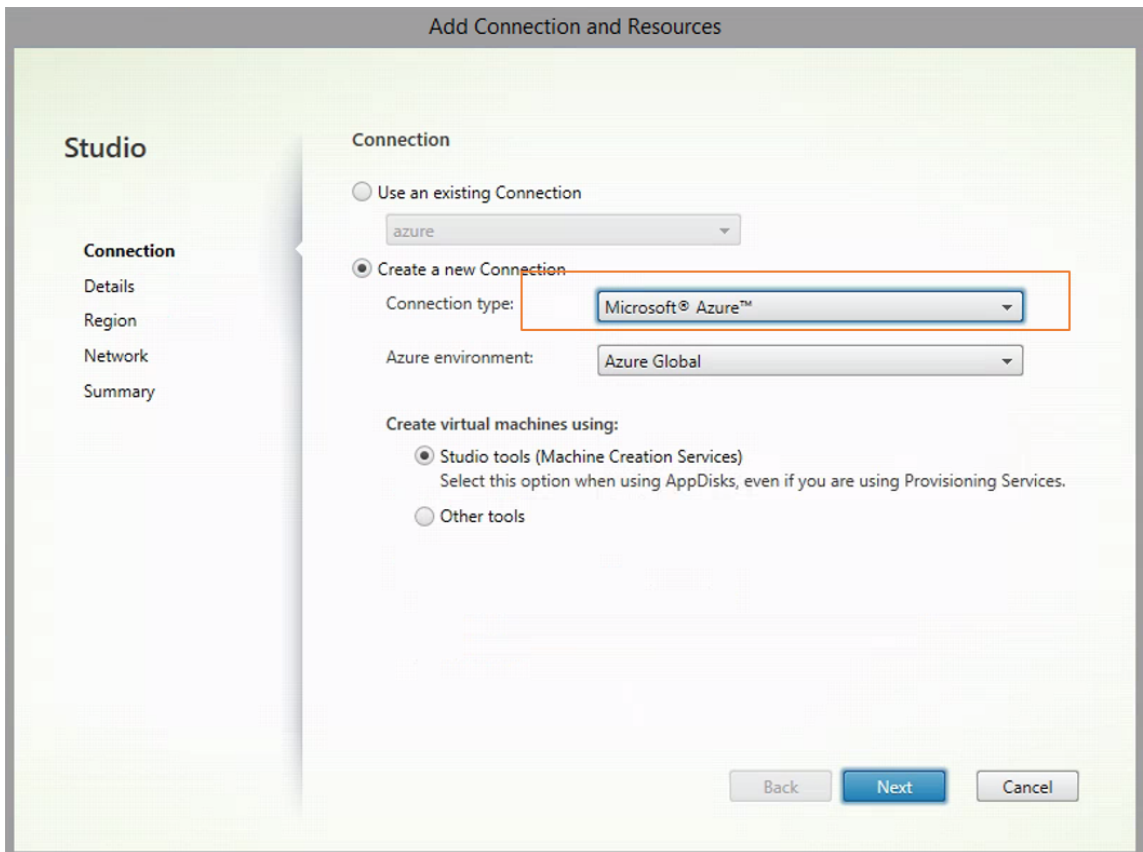 Add Connection and Resources
Studio
Connection
Details
Region
Network
Summary
Connection
Use an existing Connection
azure
Create a new Connection
Connection type:
Microsoft® Azure™
Azure environment:
Azure Global
Create virtual machines using:
Studio tools (Machine Creation Services)
Select this option when using AppDisks, even if you are using Provisioning Services.
Other tools
Back
Next
Cancel